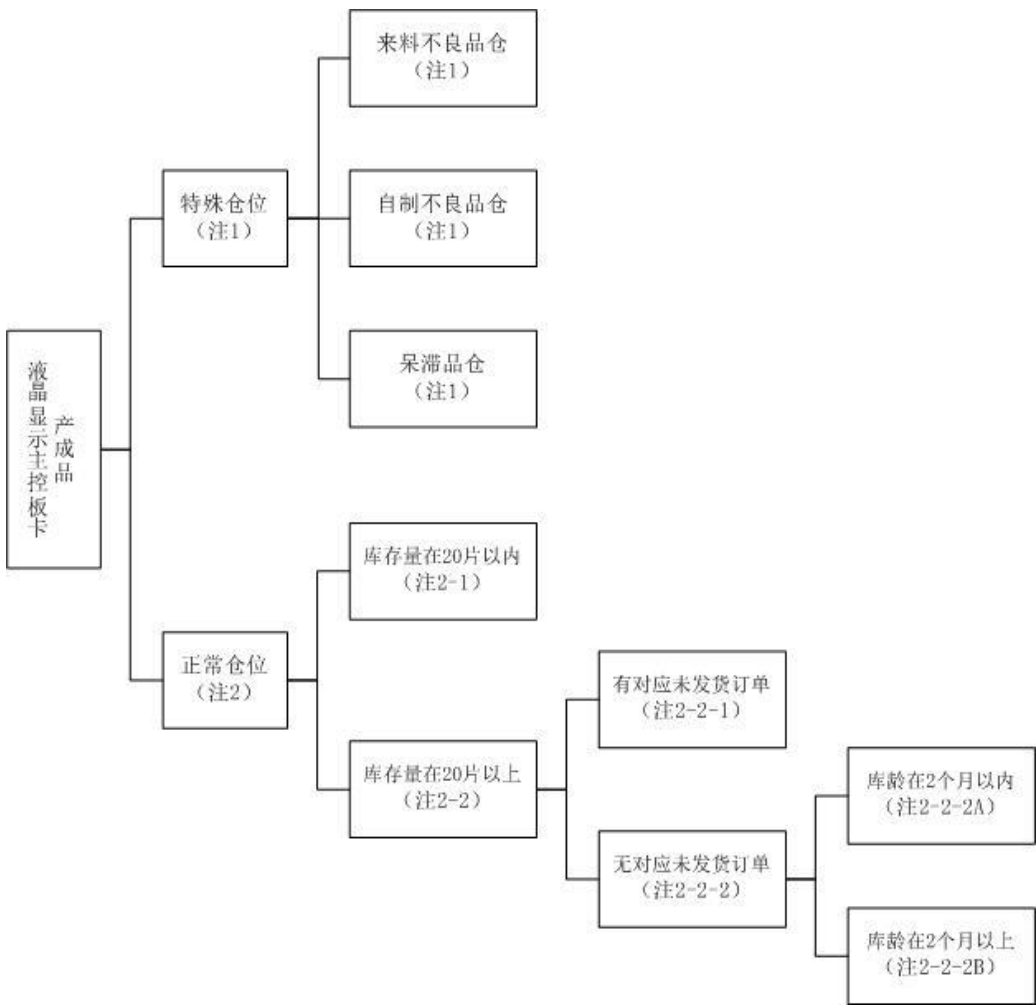 来料不良品仓
（注1）
特殊仓位
（注1）
自制不良品仓
（注1）
呆滞品仓
（注1）
液晶显示主控板卡
产成品
库存量在20片以内
（注2-1）
正常仓位
（注2）
库存量在20片以上
（注2-2）
有对应未发货订单
（注2-2-1）
无对应未发货订单
（注2-2-2）
库龄在2个月以内
（注2-2-2A）
库龄在2个月以上
（注2-2-2B）